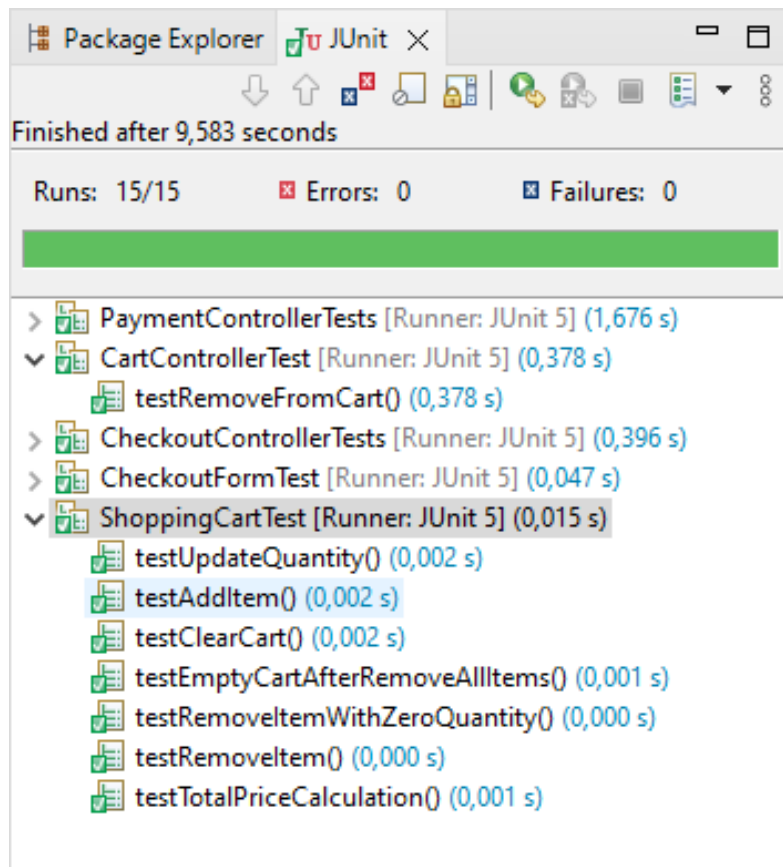 Package Explorer JUnit
Finished after 9,583 seconds
Runs: 15/15 Errors: 0 Failures: 0
PaymentControllerTests [Runner: JUnit 5] (1,676 s)
CartControllerTest [Runner: JUnit 5] (0,378 s)
testRemoveFromCart() (0,378 s)
CheckoutControllerTests [Runner: JUnit 5] (0,396 s)
CheckoutFormTest [Runner: JUnit 5] (0,047 s)
ShoppingCartTest [Runner: JUnit 5] (0,015 s)
testUpdateQuantity() (0,002 s)
testAddItem() (0,002 s)
testClearCart() (0,002 s)
testEmptyCartAfterRemoveAllItems() (0,001 s)
testRemoveItemWithZeroQuantity() (0,000 s)
testRemoveItem() (0,000 s)
testTotalPriceCalculation() (0,001 s)